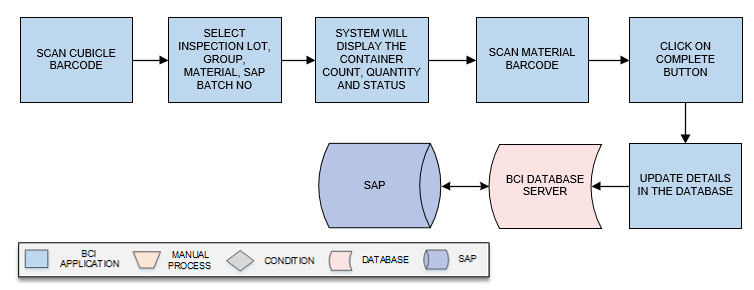 SCAN CUBICLE
BARCODE
SELECT
INSPECTION LOT,
GROUP,
MATERIAL, SAP
BATCH NO
SYSTEM WILL
DISPLAY THE
CONTAINER
COUNT, QUANTITY
AND STATUS
SCAN MATERIAL
BARCODE
CLICK ON
COMPLETE
BUTTON
SAP
BCI DATABASE
SERVER
UPDATE DETAILS
IN THE DATABASE
BCI
APPLICATION
MANUAL
PROCESS
CONDITION
DATABASE
SAP